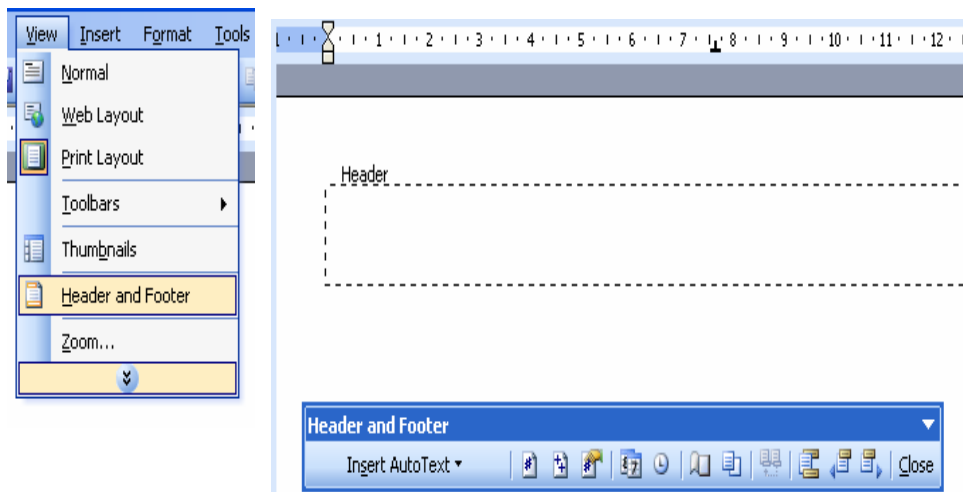 View Insert Format Tools
Normal
Web Layout
Print Layout
Toolbars
Thumbnails
Header and Footer
Zoom...
1 2 3 4 5 6 7 8 9 10 11 12
Header
Header and Footer
Insert AutoText
Close